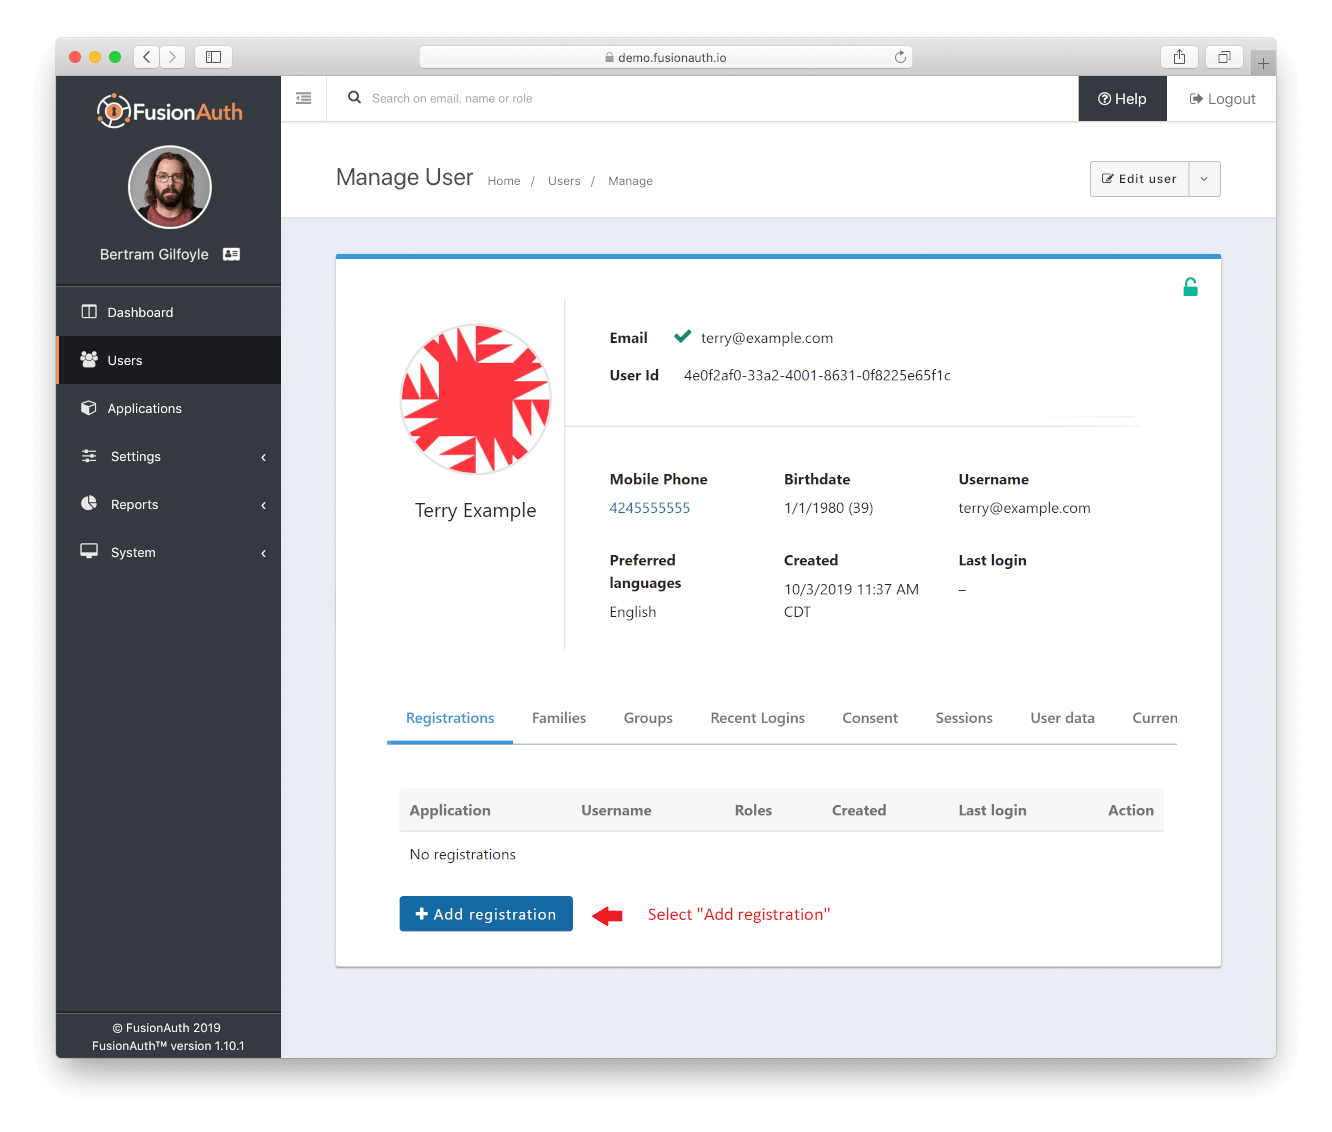 demo.fusionauth.io
FusionAuth
Search on email, name or role
Help
Logout
Manage User
Home / Users / Manage
Edit user
Bertram Gilfoyle
Dashboard
Users
Applications
Settings
Reports
System
Terry Example
Email terry@example.com
User Id 4e0f2af0-33a2-4001-8631-0f8225e65f1c
Mobile Phone Birthdate Username
4245555555 1/1/1980 (39) terry@example.com
Preferred languages
English
Created
10/3/2019 11:37 AM
CDT
Last login
–
Registrations Families Groups Recent Logins Consent Sessions User data Curren
Application Username Roles Created Last login Action
No registrations
Add registration
Select "Add registration"
© FusionAuth 2019
FusionAuth™ version 1.10.1